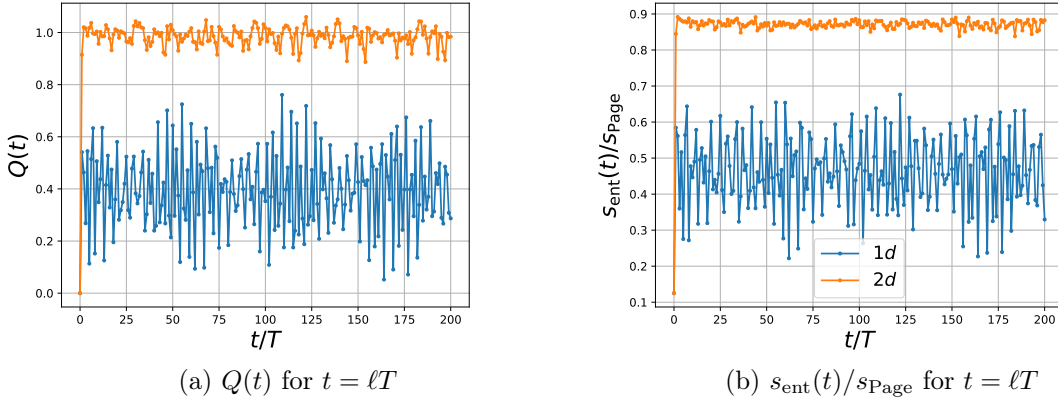 1.0
0.8
0.6
0.4
0.2
0.0
Q(t)
0 25 50 75 100 125 150 175 200
t/T
(a) Q(t) for t = ℓT
0.9
0.8
0.7
0.6
0.5
0.4
0.3
0.2
0.1
s_ent(t)/s_Page
1d
2d
0 25 50 75 100 125 150 175 200
t/T
(b) s_ent(t)/s_Page for t = ℓT